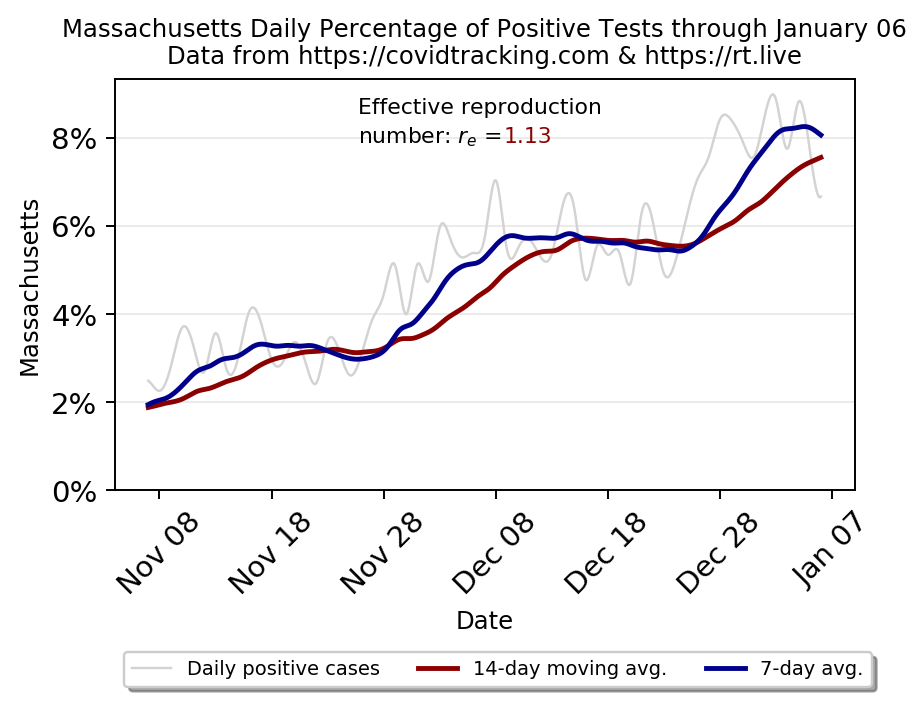 Massachusetts Daily Percentage of Positive Tests through January 06
Data from https://covidtracking.com & https://rt.live
Effective reproduction
number: rₑ =1.13
8%
6%
4%
2%
0%
Massachusetts
Nov 08
Nov 18
Nov 28
Dec 08
Dec 18
Dec 28
Jan 07
Date
Daily positive cases
14-day moving avg.
7-day avg.